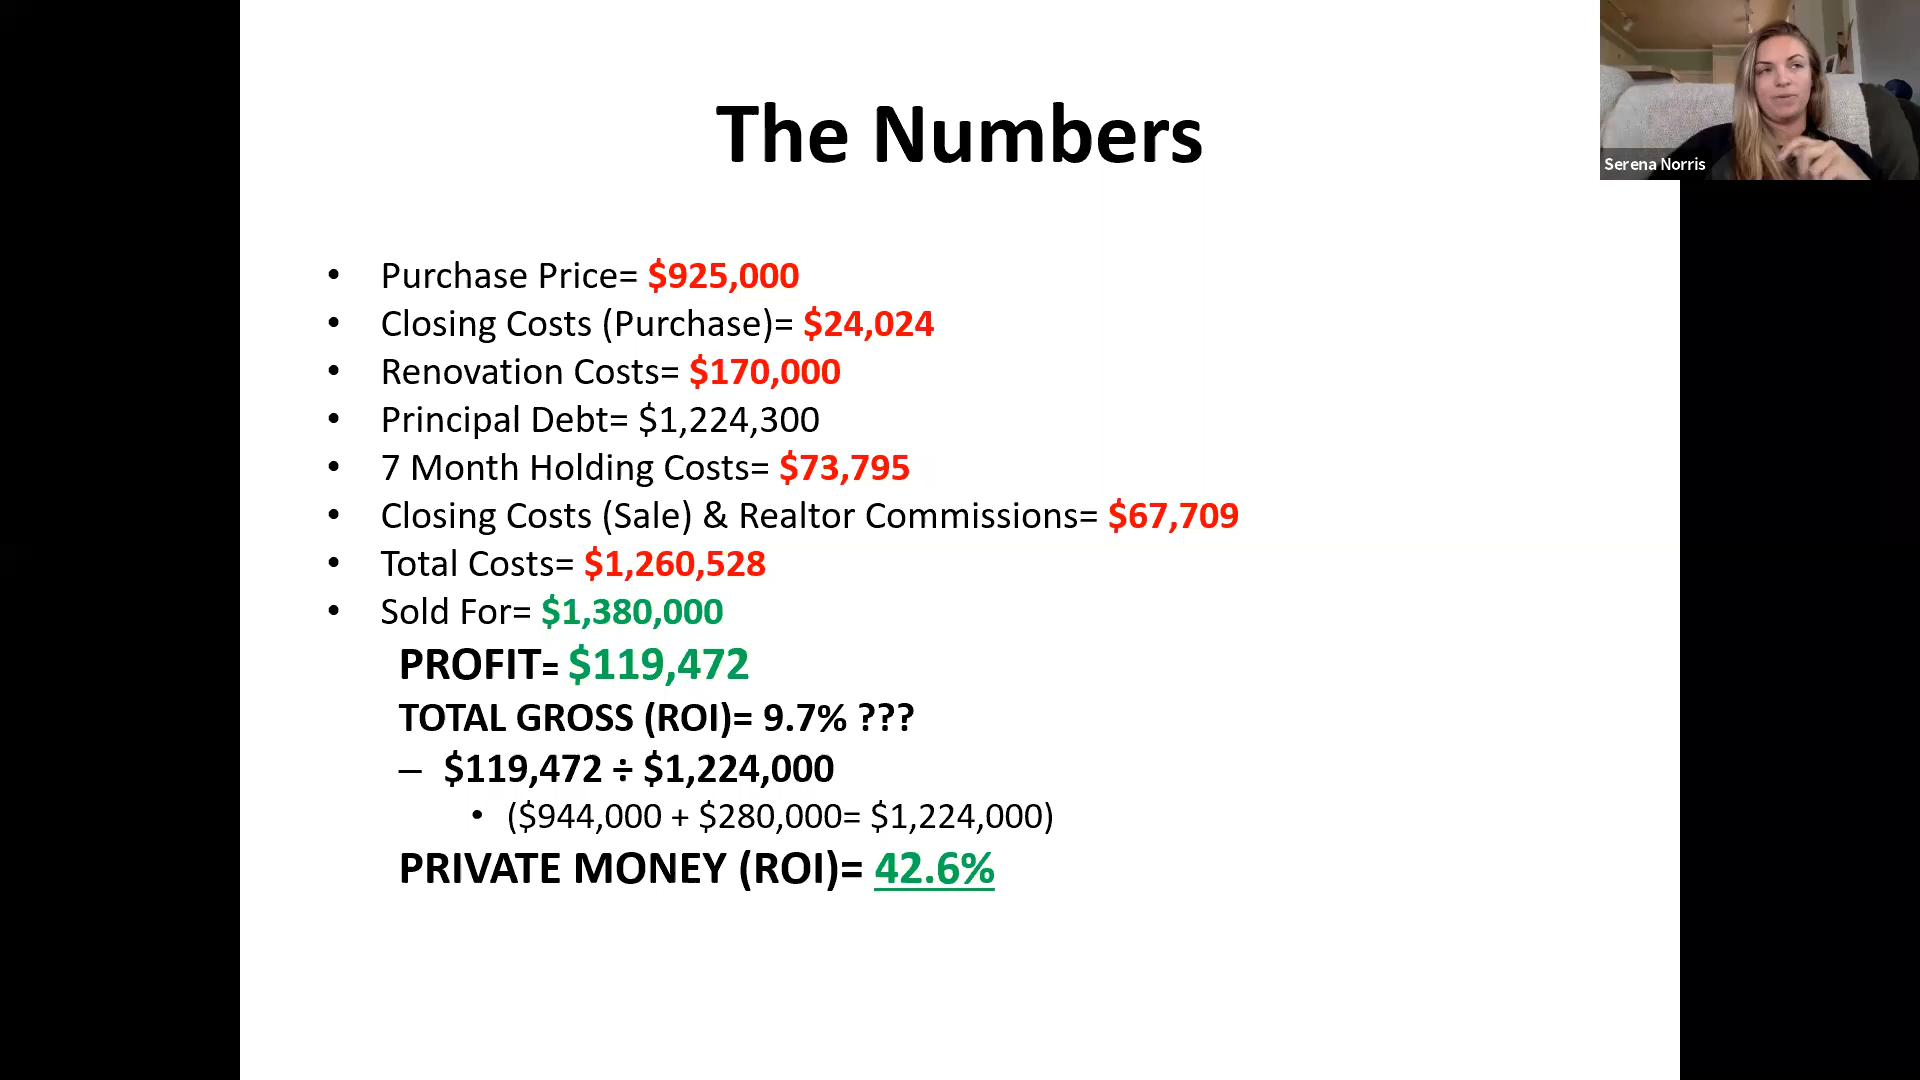 The Numbers
Serena Norris
• Purchase Price= $925,000
• Closing Costs (Purchase)= $24,024
• Renovation Costs= $170,000
• Principal Debt= $1,224,300
• 7 Month Holding Costs= $73,795
• Closing Costs (Sale) & Realtor Commissions= $67,709
• Total Costs= $1,260,528
• Sold For= $1,380,000
PROFIT= $119,472
TOTAL GROSS (ROI)= 9.7% ???
– $119,472 ÷ $1,224,000
• ($944,000 + $280,000= $1,224,000)
PRIVATE MONEY (ROI)= 42.6%